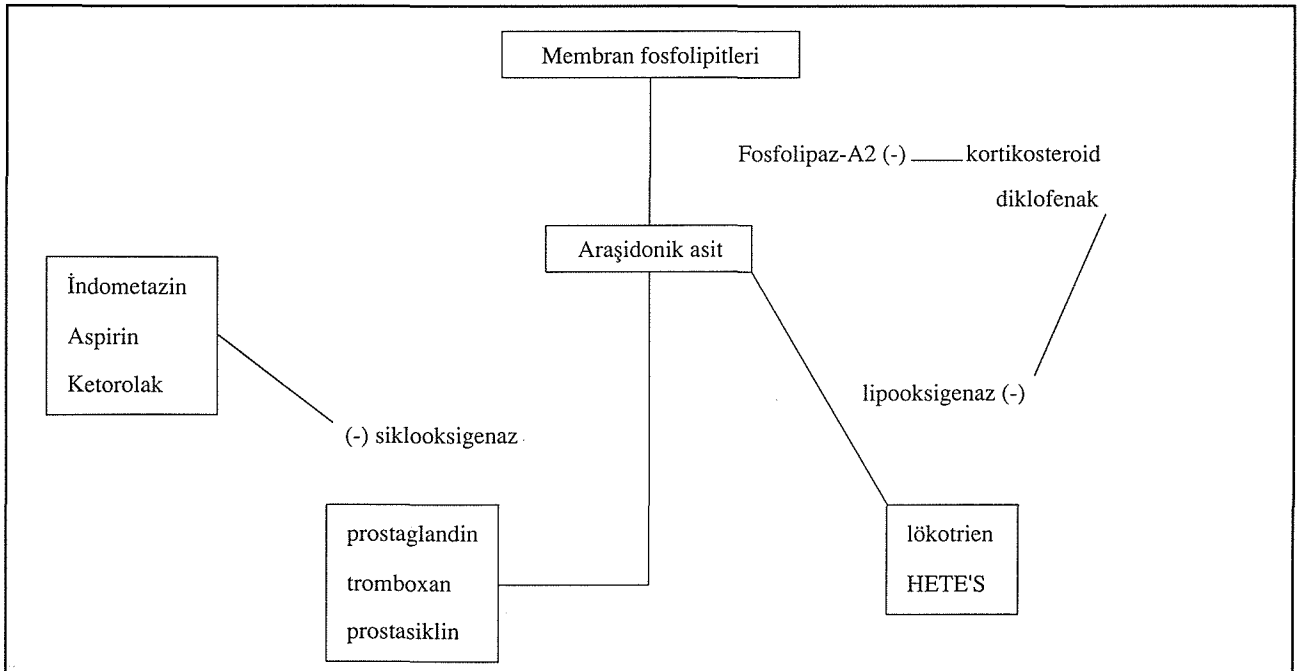 Membran fosfolipitleri
Fosfolipaz-A2 (-) kortikosteroid
diklofenak
Araşidonik asit
İndometazin
Aspirin
Ketorolak
lipooksigenaz (-)
(-) siklooksigenaz
prostaglandin
tromboxan
prostasiklin
lökotrien
HETE'S